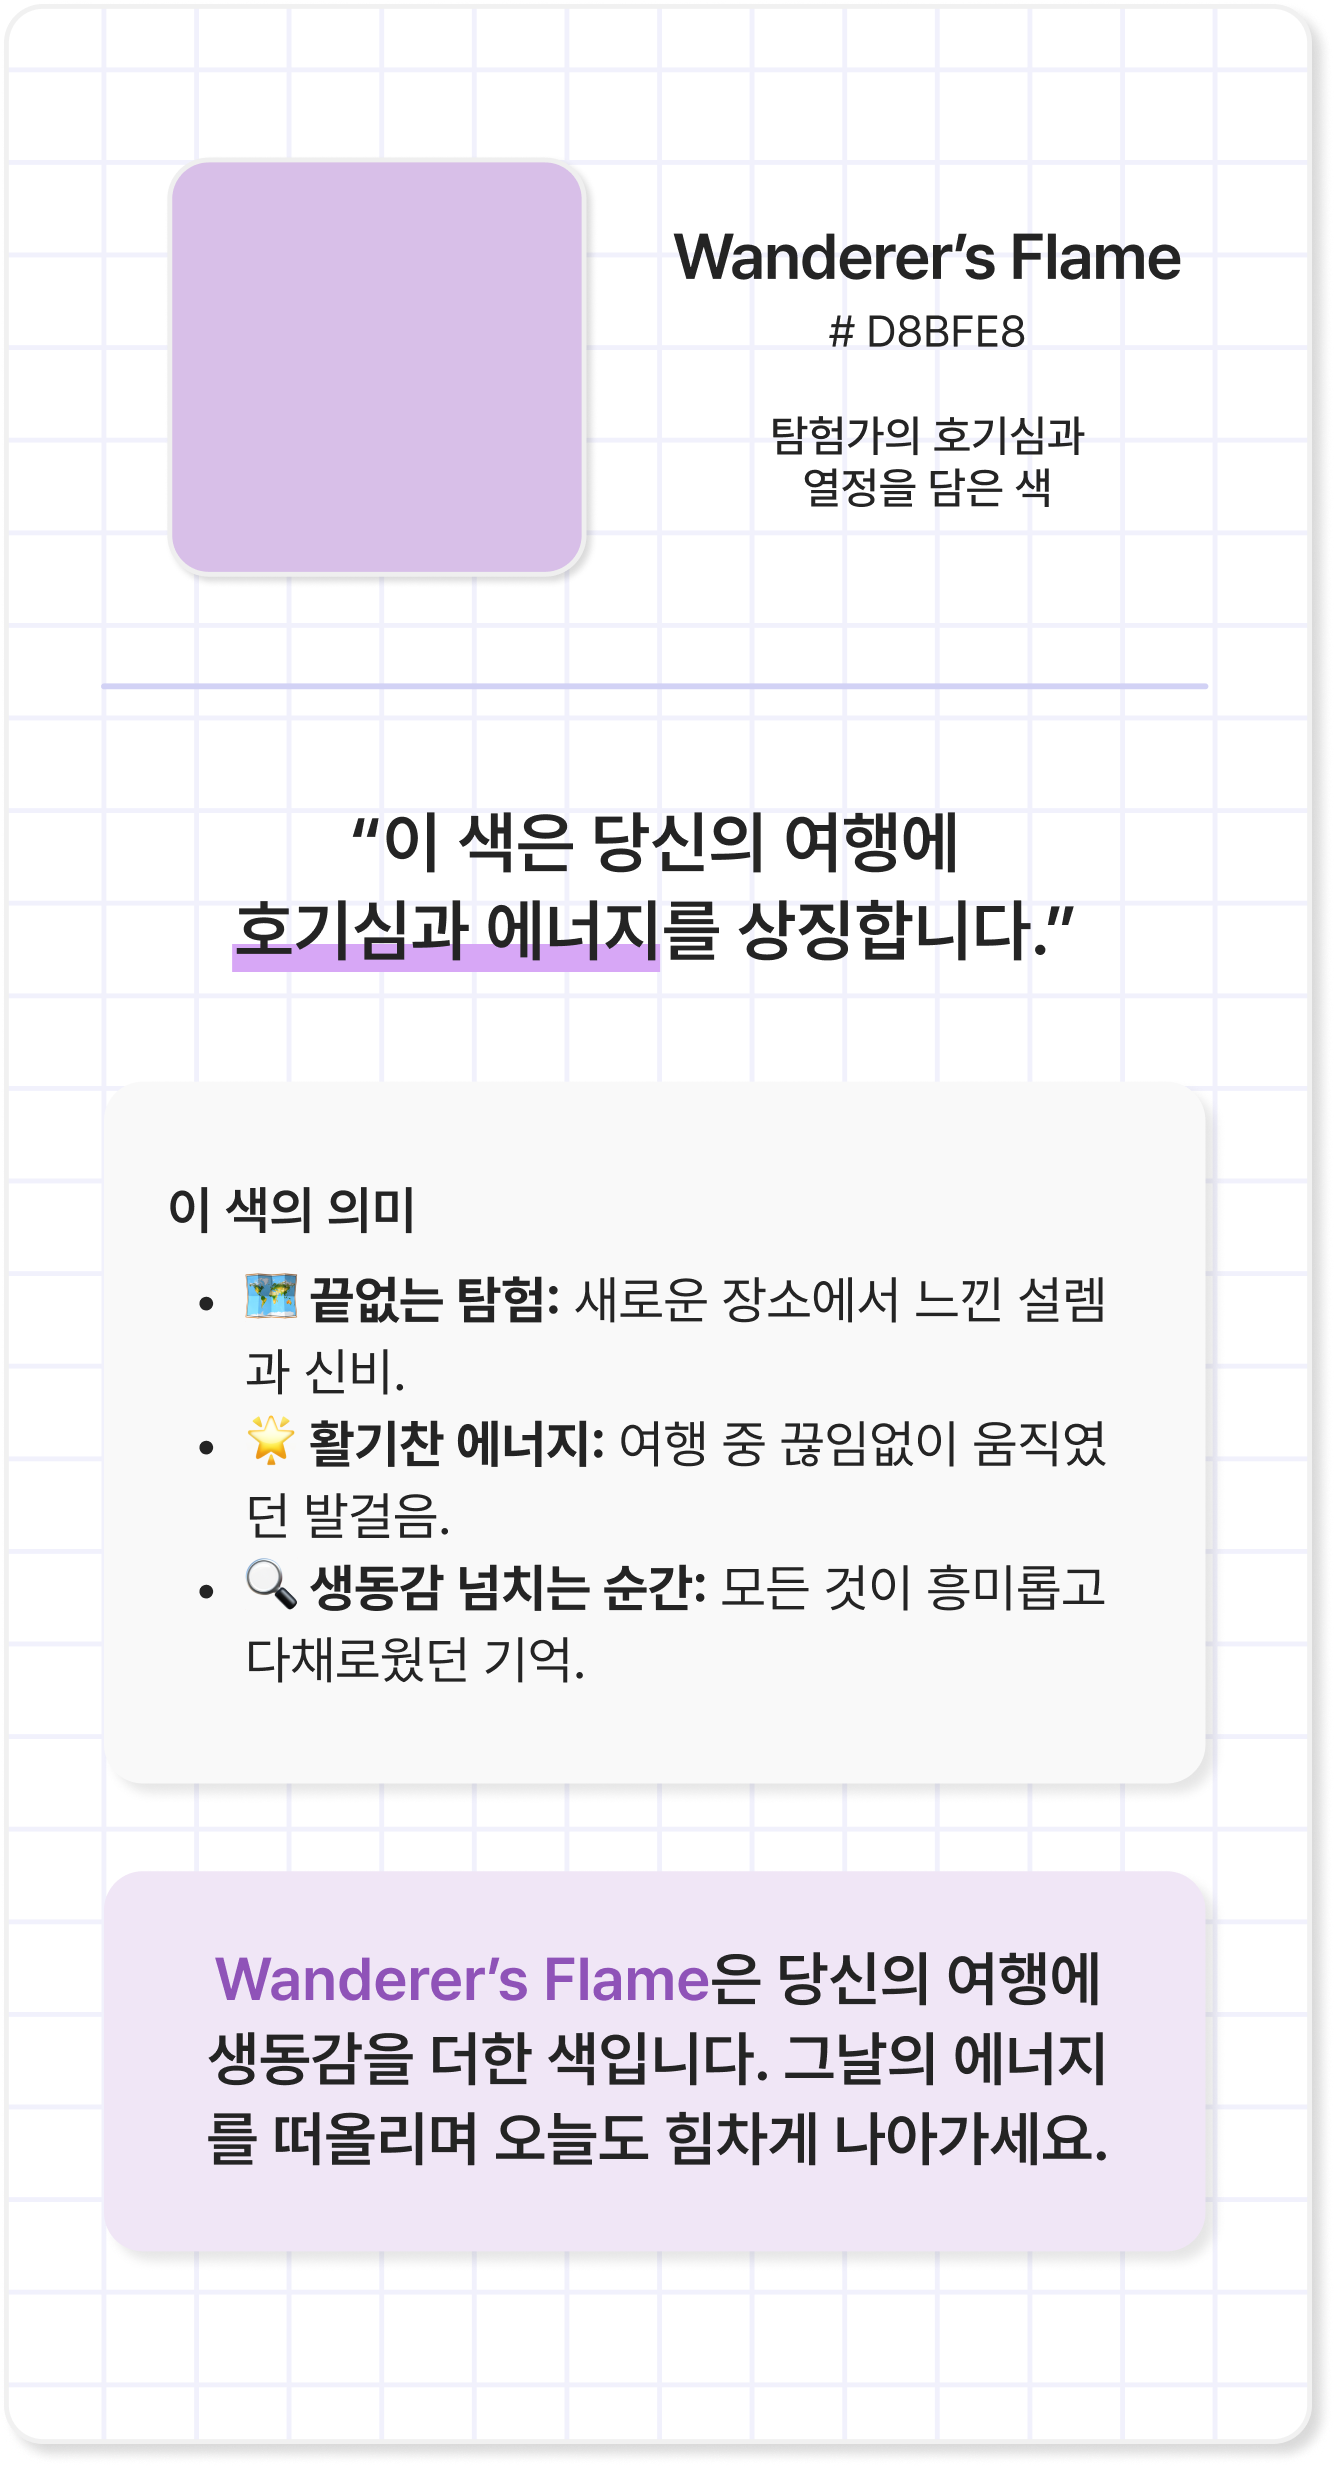 Wanderer’s Flame
# D8BFE8
탐험가의 호기심과
열정을 담은 색
“이 색은 당신의 여행에
호기심과 에너지를 상징합니다.”
이 색의 의미
• 🗺️ 끝없는 탐험: 새로운 장소에서 느낀 설렘
과 신비.
• 🌟 활기찬 에너지: 여행 중 끊임없이 움직였
던 발걸음.
• 🔍 생동감 넘치는 순간: 모든 것이 흥미롭고
다채로웠던 기억.
Wanderer’s Flame은 당신의 여행에
생동감을 더한 색입니다. 그날의 에너지
를 떠올리며 오늘도 힘차게 나아가세요.